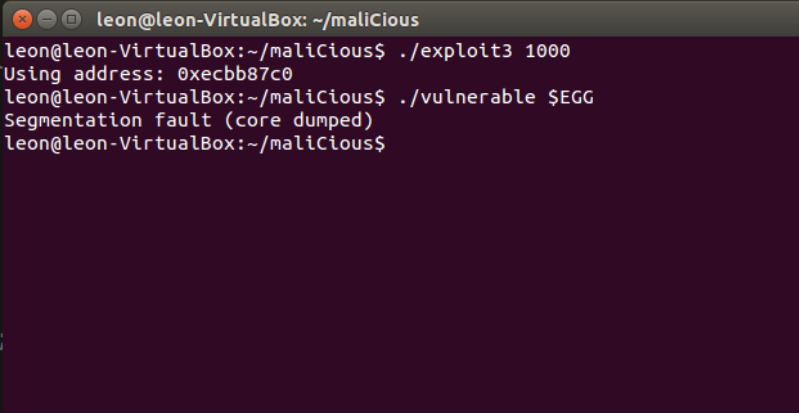 leon@leon-VirtualBox: ~/maliCious
leon@leon-VirtualBox:~/maliCious$ ./exploit3 1000
Using address: 0xecbb87c0
leon@leon-VirtualBox:~/maliCious$ ./vulnerable $EGG
Segmentation fault (core dumped)
leon@leon-VirtualBox:~/maliCious$